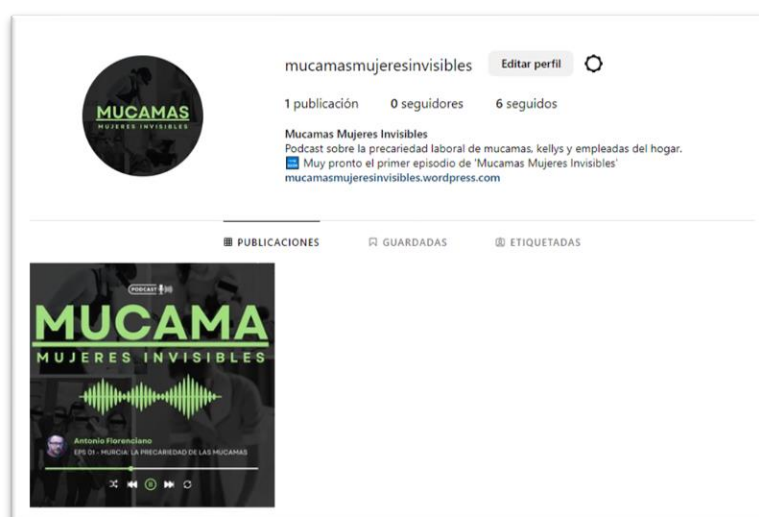 MUCAMAS
MUJERES INVISIBLES
mucamasmujeresinvisibles Editar perfil
1 publicación 0 seguidores 6 seguidos
Mucamas Mujeres Invisibles
Podcast sobre la precariedad laboral de mucamas, kellys y empleadas del hogar.
Muy pronto el primer episodio de 'Mucamas Mujeres Invisibles'
mucamasmujeresinvisibles.wordpress.com
PUBLICACIONES GUARDADAS ETIQUETADAS
PODCAST
MUCAMA
MUJERES INVISIBLES
Antonio Florenciano
EPS 01 - MURCIA: LA PRECARIEDAD DE LAS MUCAMAS